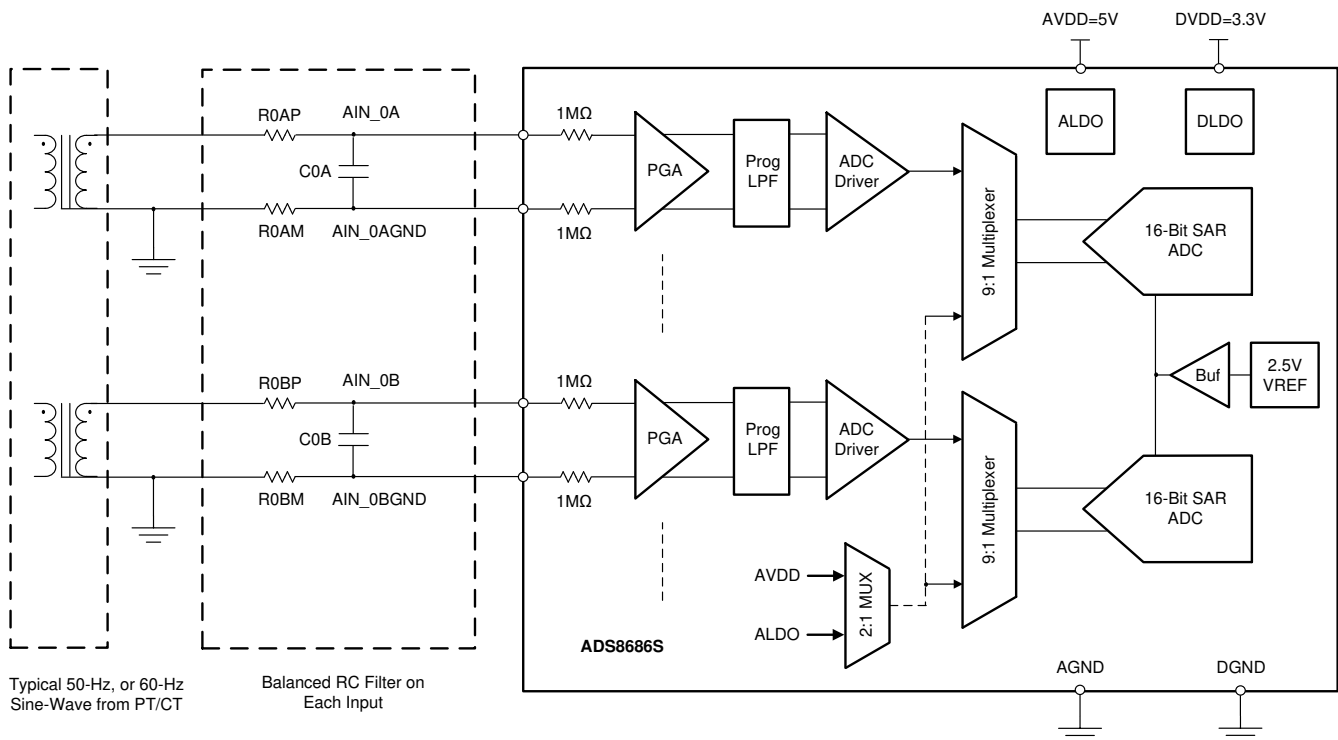 AVDD=5V
DVDD=3.3V
R0AP
AIN_0A
1MΩ
ALDO
DLDO
C0A
PGA
Prog
LPF
ADC
Driver
9:1 Multiplexer
16-Bit SAR
ADC
R0AM
AIN_0AGND
1MΩ
Buf
2.5V
VREF
R0BP
AIN_0B
1MΩ
C0B
PGA
Prog
LPF
ADC
Driver
9:1 Multiplexer
16-Bit SAR
ADC
R0BM
AIN_0BGND
1MΩ
AVDD
ALDO
2:1 MUX
ADS8686S
AGND
DGND
Typical 50-Hz, or 60-Hz
Sine-Wave from PT/CT
Balanced RC Filter on
Each Input